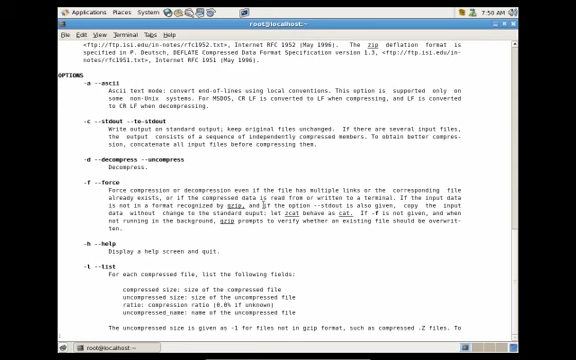 Applications Places System
7:50 AM
root@localhost:~
File Edit View Terminal Tabs Help
<ftp://ftp.isi.edu/in-notes/rfc1952.txt>, Internet RFC 1952 (May 1996). The zip deflation format is
specified in P. Deutsch, DEFLATE Compressed Data Format Specification version 1.3, <ftp://ftp.isi.edu/in-
notes/rfc1951.txt>, Internet RFC 1951 (May 1996).
OPTIONS
-a --ascii
Ascii text mode: convert end-of-lines using local conventions. This option is supported only on
some non-Unix systems. For MSDOS, CR LF is converted to LF when compressing, and LF is converted
to CR LF when decompressing.
-c --stdout --to-stdout
Write output on standard output; keep original files unchanged. If there are several input files,
the output consists of a sequence of independently compressed members. To obtain better compres-
sion, concatenate all input files before compressing them.
-d --decompress --uncompress
Decompress.
-f --force
Force compression or decompression even if the file has multiple links or the corresponding file
already exists, or if the compressed data is read from or written to a terminal. If the input data
is not in a format recognized by gzip, and if the option --stdout is also given, copy the input
data without change to the standard ouput: let zcat behave as cat. If -f is not given, and when
not running in the background, gzip prompts to verify whether an existing file should be overwrit-
ten.
-h --help
Display a help screen and quit.
-l --list
For each compressed file, list the following fields:
compressed size: size of the compressed file
uncompressed size: size of the uncompressed file
ratio: compression ratio (0.0% if unknown)
uncompressed_name: name of the uncompressed file
The uncompressed size is given as -1 for files not in gzip format, such as compressed .Z files. To
:
root@localhost:~